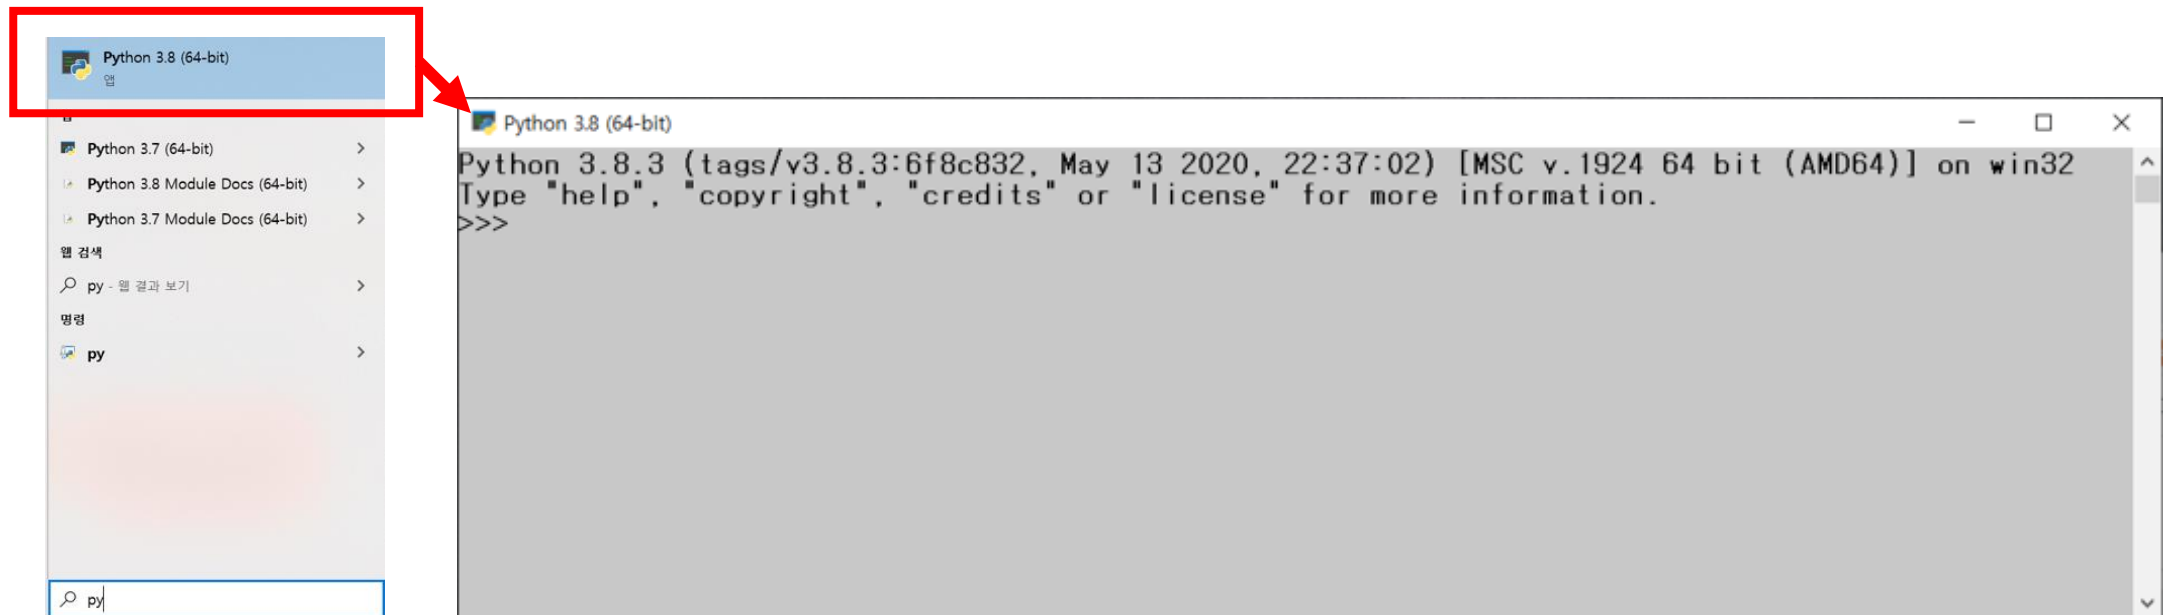 Python 3.8 (64-bit)
앱
Python 3.7 (64-bit)
Python 3.8 Module Docs (64-bit)
Python 3.7 Module Docs (64-bit)
웹 검색
py - 웹 결과 보기
명령
py
py
Python 3.8 (64-bit)
Python 3.8.3 (tags/v3.8.3:6f8c832, May 13 2020, 22:37:02) [MSC v.1924 64 bit (AMD64)] on win32
Type "help", "copyright", "credits" or "license" for more information.
>>>